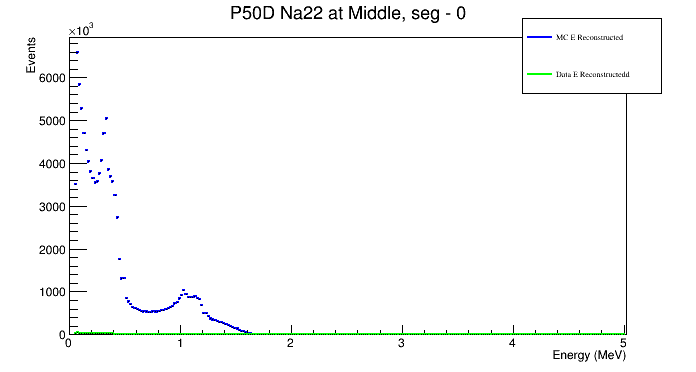 P50D Na22 at Middle, seg - 0
×10³
Events
MC E Reconstructed
Data E Reconstructedd
6000
5000
4000
3000
2000
1000
0
0 1 2 3 4 5
Energy (MeV)